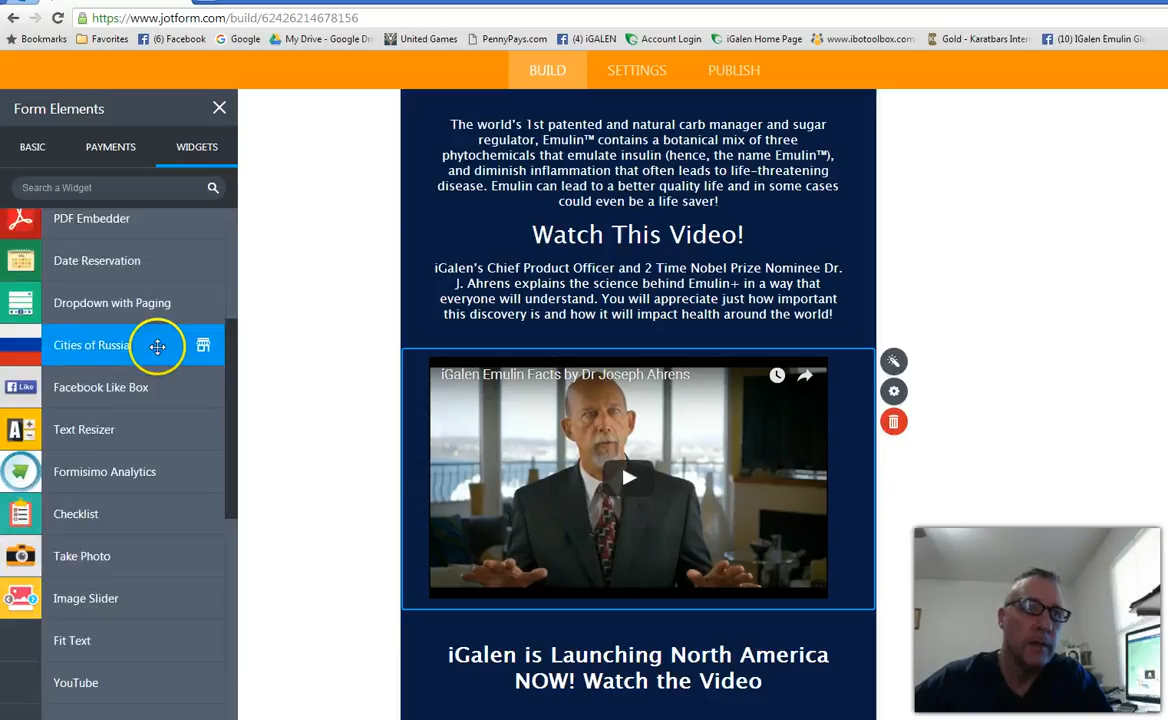 https://www.jotform.com/build/62426214678156
Bookmarks Favorites (6) Facebook Google My Drive - Google Dri United Games PennyPays.com (4) iGALEN Account Login iGalen Home Page www.ibotoolbox.com Gold - Karatbars Inter (10) IGalen Emulin Glo
BUILD SETTINGS PUBLISH
Form Elements
BASIC PAYMENTS WIDGETS
Search a Widget
PDF Embedder
Date Reservation
Dropdown with Paging
Cities of Russia
Like Facebook Like Box
Text Resizer
Formisimo Analytics
Checklist
Take Photo
Image Slider
Fit Text
YouTube
The world's 1st patented and natural carb manager and sugar
regulator, Emulin™ contains a botanical mix of three
phytochemicals that emulate insulin (hence, the name Emulin™),
and diminish inflammation that often leads to life-threatening
disease. Emulin can lead to a better quality life and in some cases
could even be a life saver!
Watch This Video!
iGalen's Chief Product Officer and 2 Time Nobel Prize Nominee Dr.
J. Ahrens explains the science behind Emulin+ in a way that
everyone will understand. You will appreciate just how important
this discovery is and how it will impact health around the world!
iGalen Emulin Facts by Dr Joseph Ahrens
iGalen is Launching North America
NOW! Watch the Video